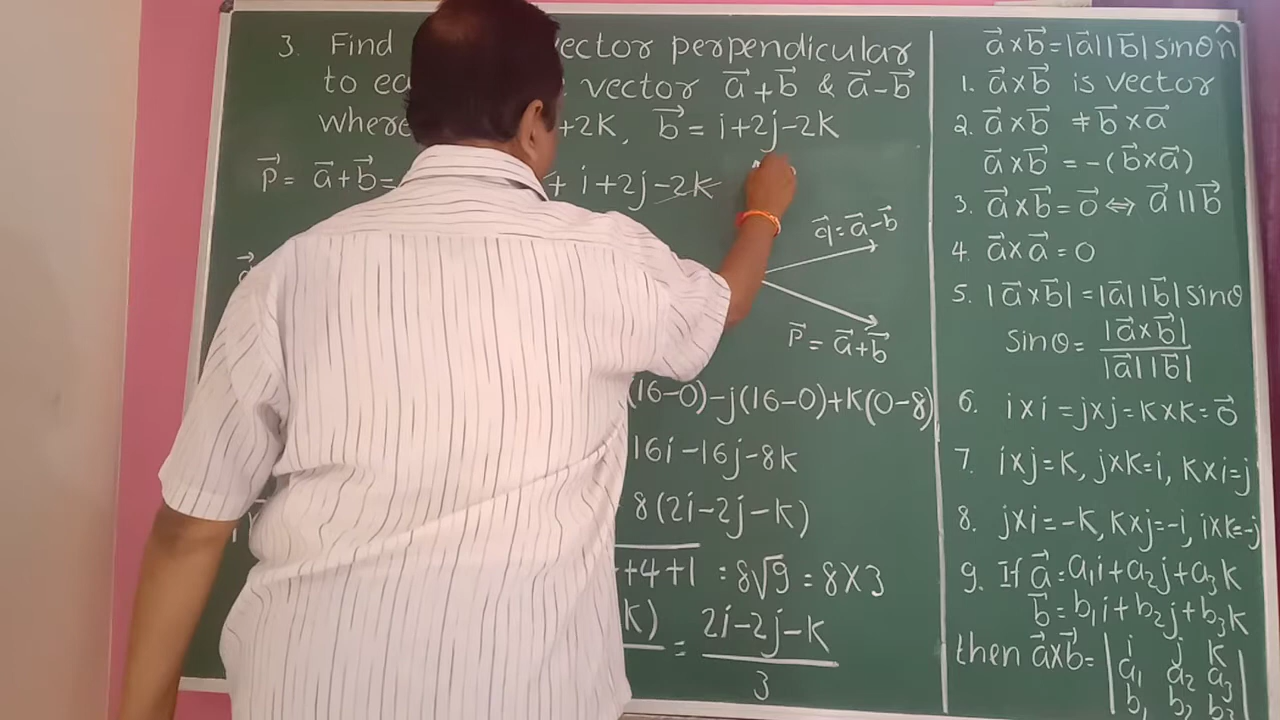 3. Find ector perpendicular
to ea vector a⃗+b⃗ & a⃗-b⃗
where +2k, b⃗ = i+2j-2k
P⃗ = a⃗+b⃗ = + i+2j-2k
q⃗ = a⃗-b⃗
P⃗ = a⃗+b⃗
(16-0)-j(16-0)+k(0-8)
16i-16j-8k
8(2i-2j-k)
+4+1 = 8√9 = 8×3
k) = (2i-2j-k)/3
a⃗×b⃗ = |a⃗||b⃗| sinθ n̂
1. a⃗×b⃗ is vector
2. a⃗×b⃗ ≠ b⃗×a⃗
a⃗×b⃗ = -(b⃗×a⃗)
3. a⃗×b⃗ = 0⃗ ⇔ a⃗ || b⃗
4. a⃗×a⃗ = 0
5. |a⃗×b⃗| = |a⃗||b⃗| sinθ
sinθ = |a⃗×b⃗| / |a⃗||b⃗|
6. i×i = j×j = k×k = 0⃗
7. i×j=k, j×k=i, k×i=j
8. j×i=-k, k×j=-i, i×k=-j
9. If a⃗ = a₁i+a₂j+a₃k
b⃗ = b₁i+b₂j+b₃k
then a⃗×b⃗ = | i j k
a₁ a₂ a₃
b₁ b₂ b₃ |